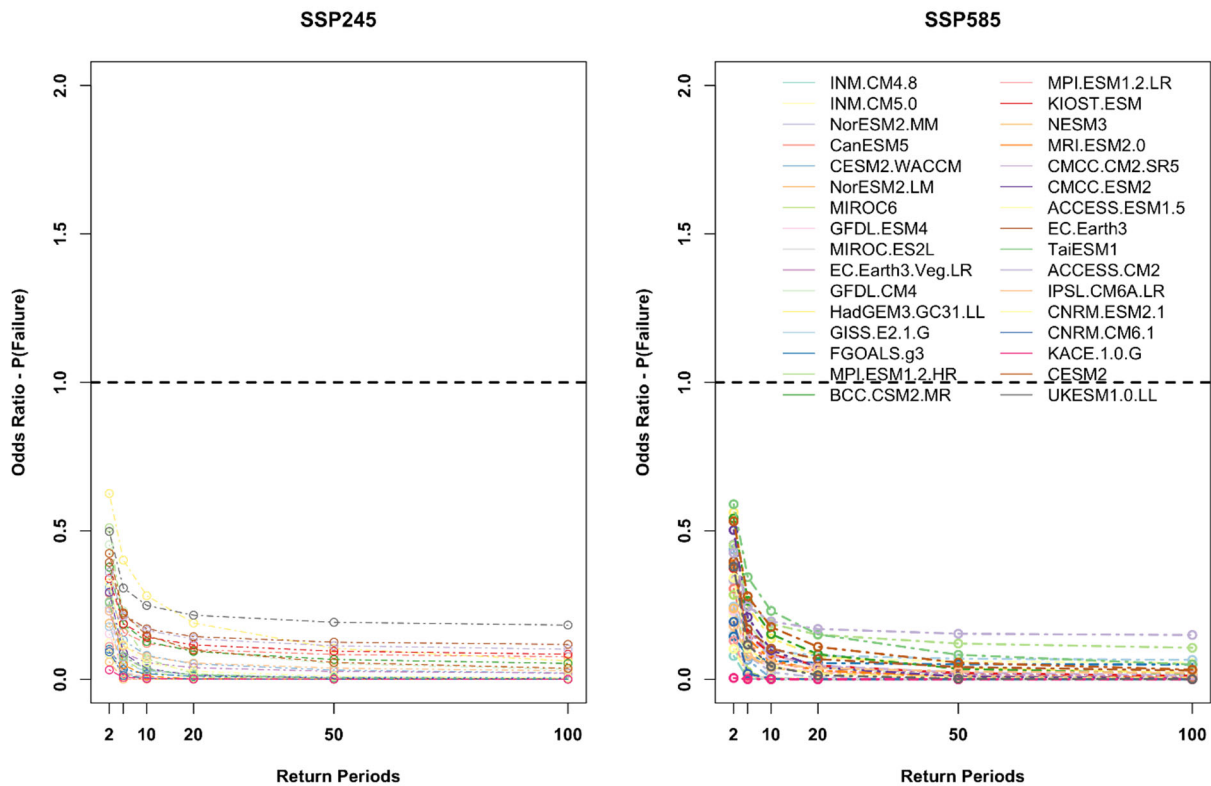 SSP245
2.0
1.5
1.0
0.5
0.0
Odds Ratio - P(Failure)
2
10
20
50
100
Return Periods
SSP585
2.0
1.5
1.0
0.5
0.0
Odds Ratio - P(Failure)
INM.CM4.8
INM.CM5.0
NorESM2.MM
CanESM5
CESM2.WACCM
NorESM2.LM
MIROC6
GFDL.ESM4
MIROC.ES2L
EC.Earth3.Veg.LR
GFDL.CM4
HadGEM3.GC31.LL
GISS.E2.1.G
FGOALS.g3
MPI.ESM1.2.HR
BCC.CSM2.MR
MPI.ESM1.2.LR
KIOST.ESM
NESM3
MRI.ESM2.0
CMCC.CM2.SR5
CMCC.ESM2
ACCESS.ESM1.5
EC.Earth3
TaiESM1
ACCESS.CM2
IPSL.CM6A.LR
CNRM.ESM2.1
CNRM.CM6.1
KACE.1.0.G
CESM2
UKESM1.0.LL
2
10
20
50
100
Return Periods